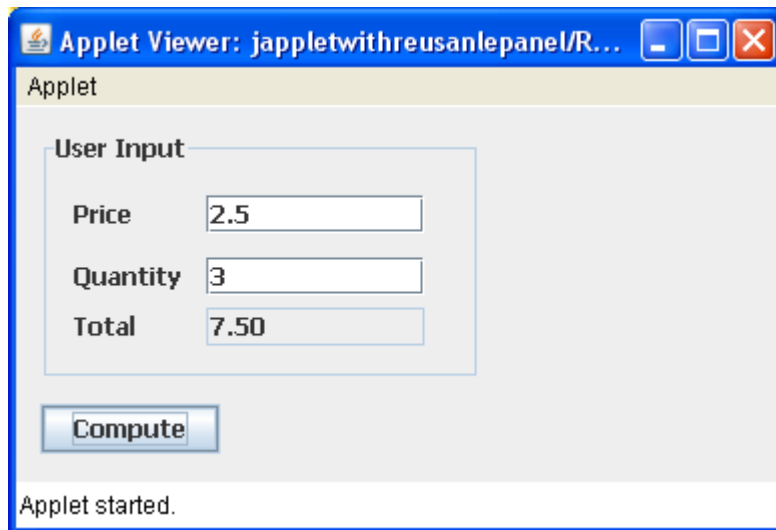 Applet Viewer: jappletwithreusanlepanel/R...
Applet
User Input
Price 2.5
Quantity 3
Total 7.50
Compute
Applet started.